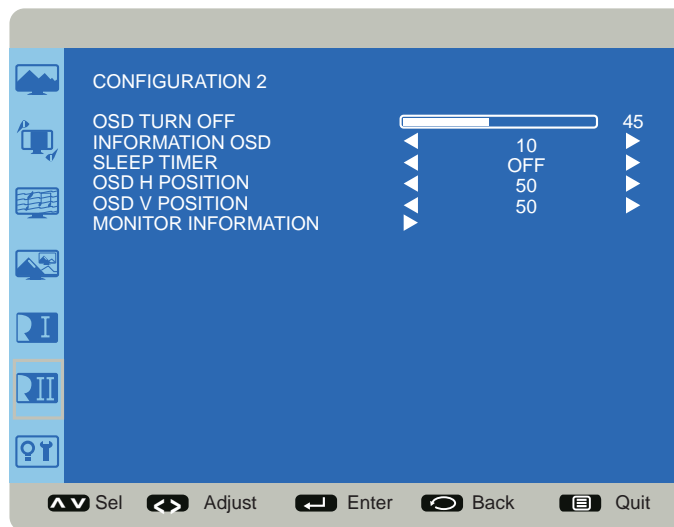 CONFIGURATION 2
OSD TURN OFF 45
INFORMATION OSD 10
SLEEP TIMER OFF
OSD H POSITION 50
OSD V POSITION 50
MONITOR INFORMATION
Sel Adjust Enter Back Quit